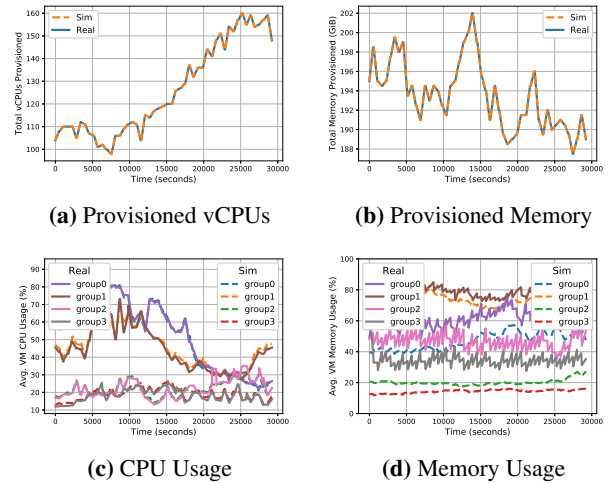 160
150
140
130
120
110
100
Total vCPUs Provisioned
Sim
Real
0 5000 10000 15000 20000 25000 30000
Time (seconds)
(a) Provisioned vCPUs
202
200
198
196
194
192
190
188
Total Memory Provisioned (GiB)
Sim
Real
0 5000 10000 15000 20000 25000 30000
Time (seconds)
(b) Provisioned Memory
90
80
70
60
50
40
30
20
10
Avg. VM CPU Usage (%)
Real
group0
group1
group2
group3
Sim
group0
group1
group2
group3
0 5000 10000 15000 20000 25000 30000
Time (seconds)
(c) CPU Usage
100
80
60
40
20
0
Avg. VM Memory Usage (%)
Real
group0
group1
group2
group3
Sim
group0
group1
group2
group3
0 5000 10000 15000 20000 25000 30000
Time (seconds)
(d) Memory Usage